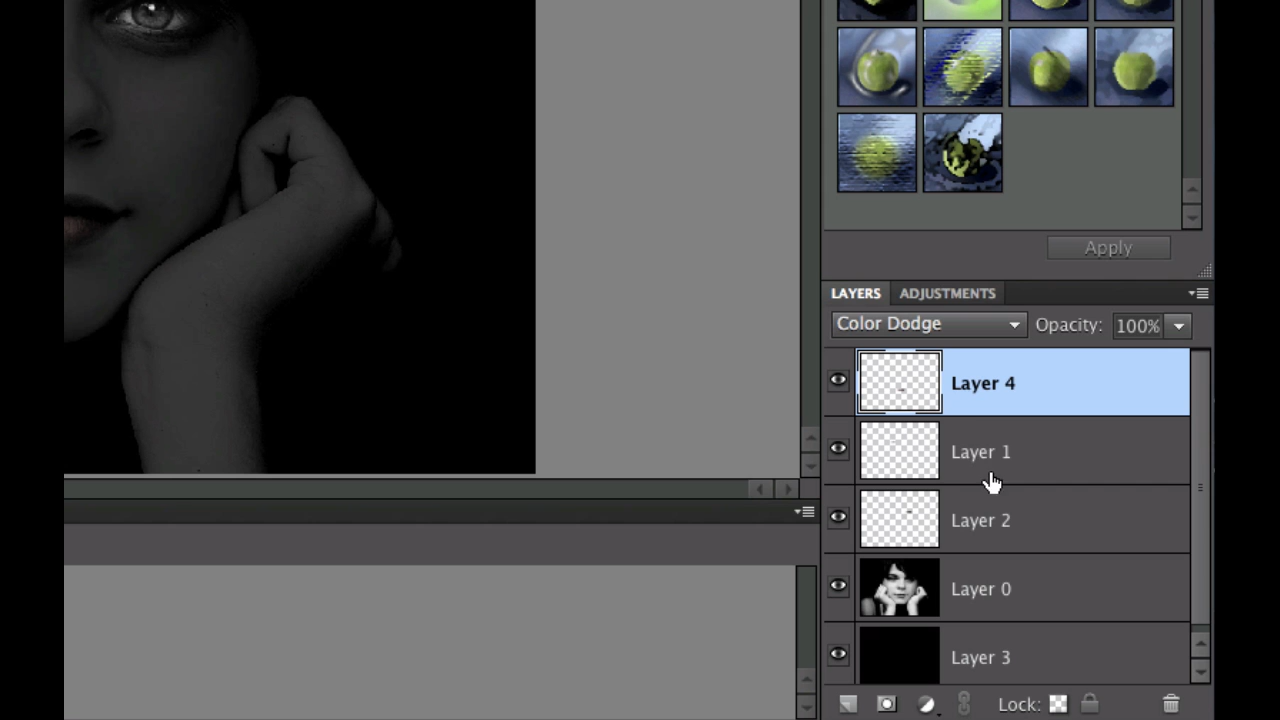 Apply
LAYERS ADJUSTMENTS
Color Dodge Opacity: 100%
Layer 4
Layer 1
Layer 2
Layer 0
Layer 3
Lock: